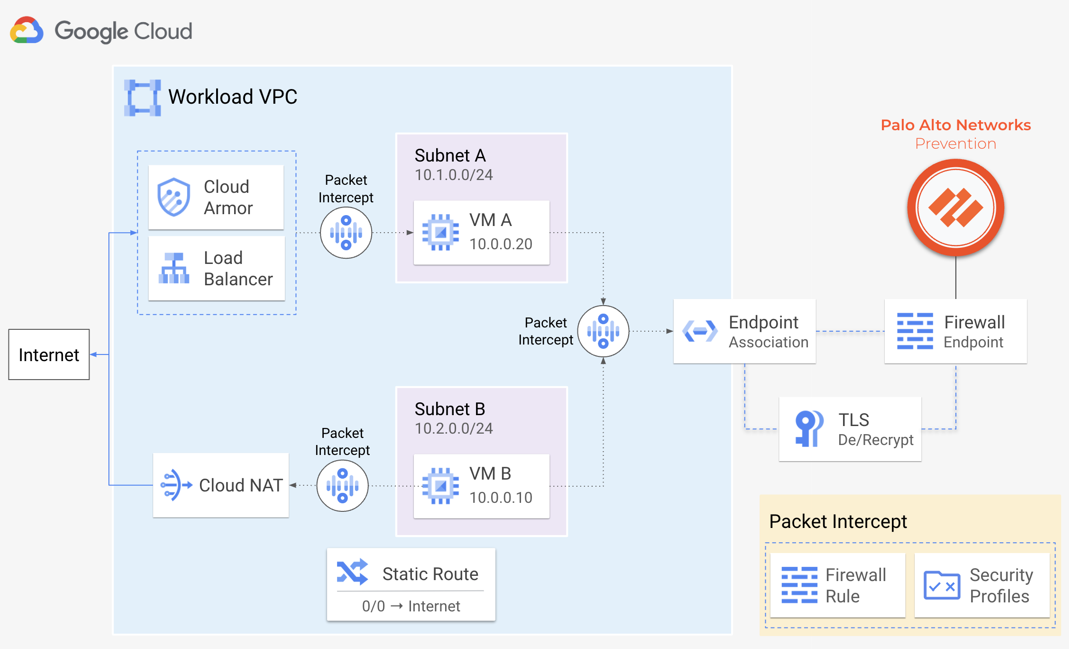 Google Cloud
Workload VPC
Palo Alto Networks
Prevention
Subnet A
10.1.0.0/24
Cloud
Armor
Packet
Intercept
VM A
10.0.0.20
Load
Balancer
Internet
Packet
Intercept
Endpoint
Association
Firewall
Endpoint
Subnet B
10.2.0.0/24
TLS
De/Recrypt
Packet
Intercept
VM B
10.0.0.10
Cloud NAT
Static Route
0/0 → Internet
Packet Intercept
Firewall
Rule
Security
Profiles